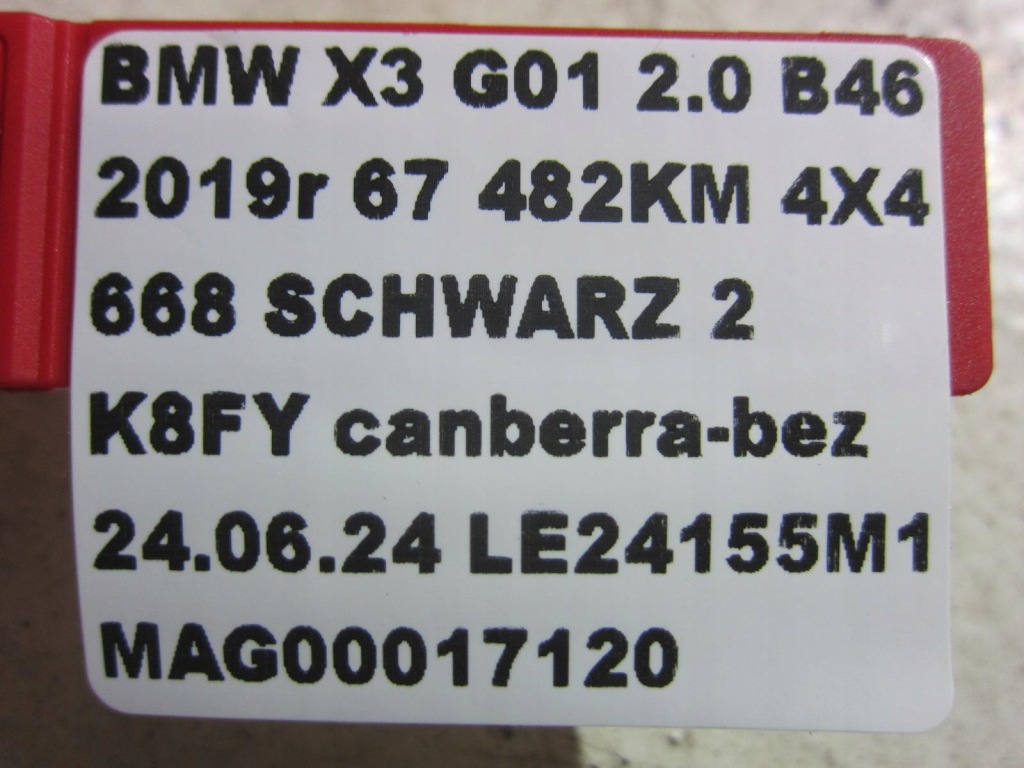 BMW X3 G01 2.0 B46
2019r 67 482KM 4X4
668 SCHWARZ 2
K8FY canberra-bez
24.06.24 LE24155M1
MAG00017120